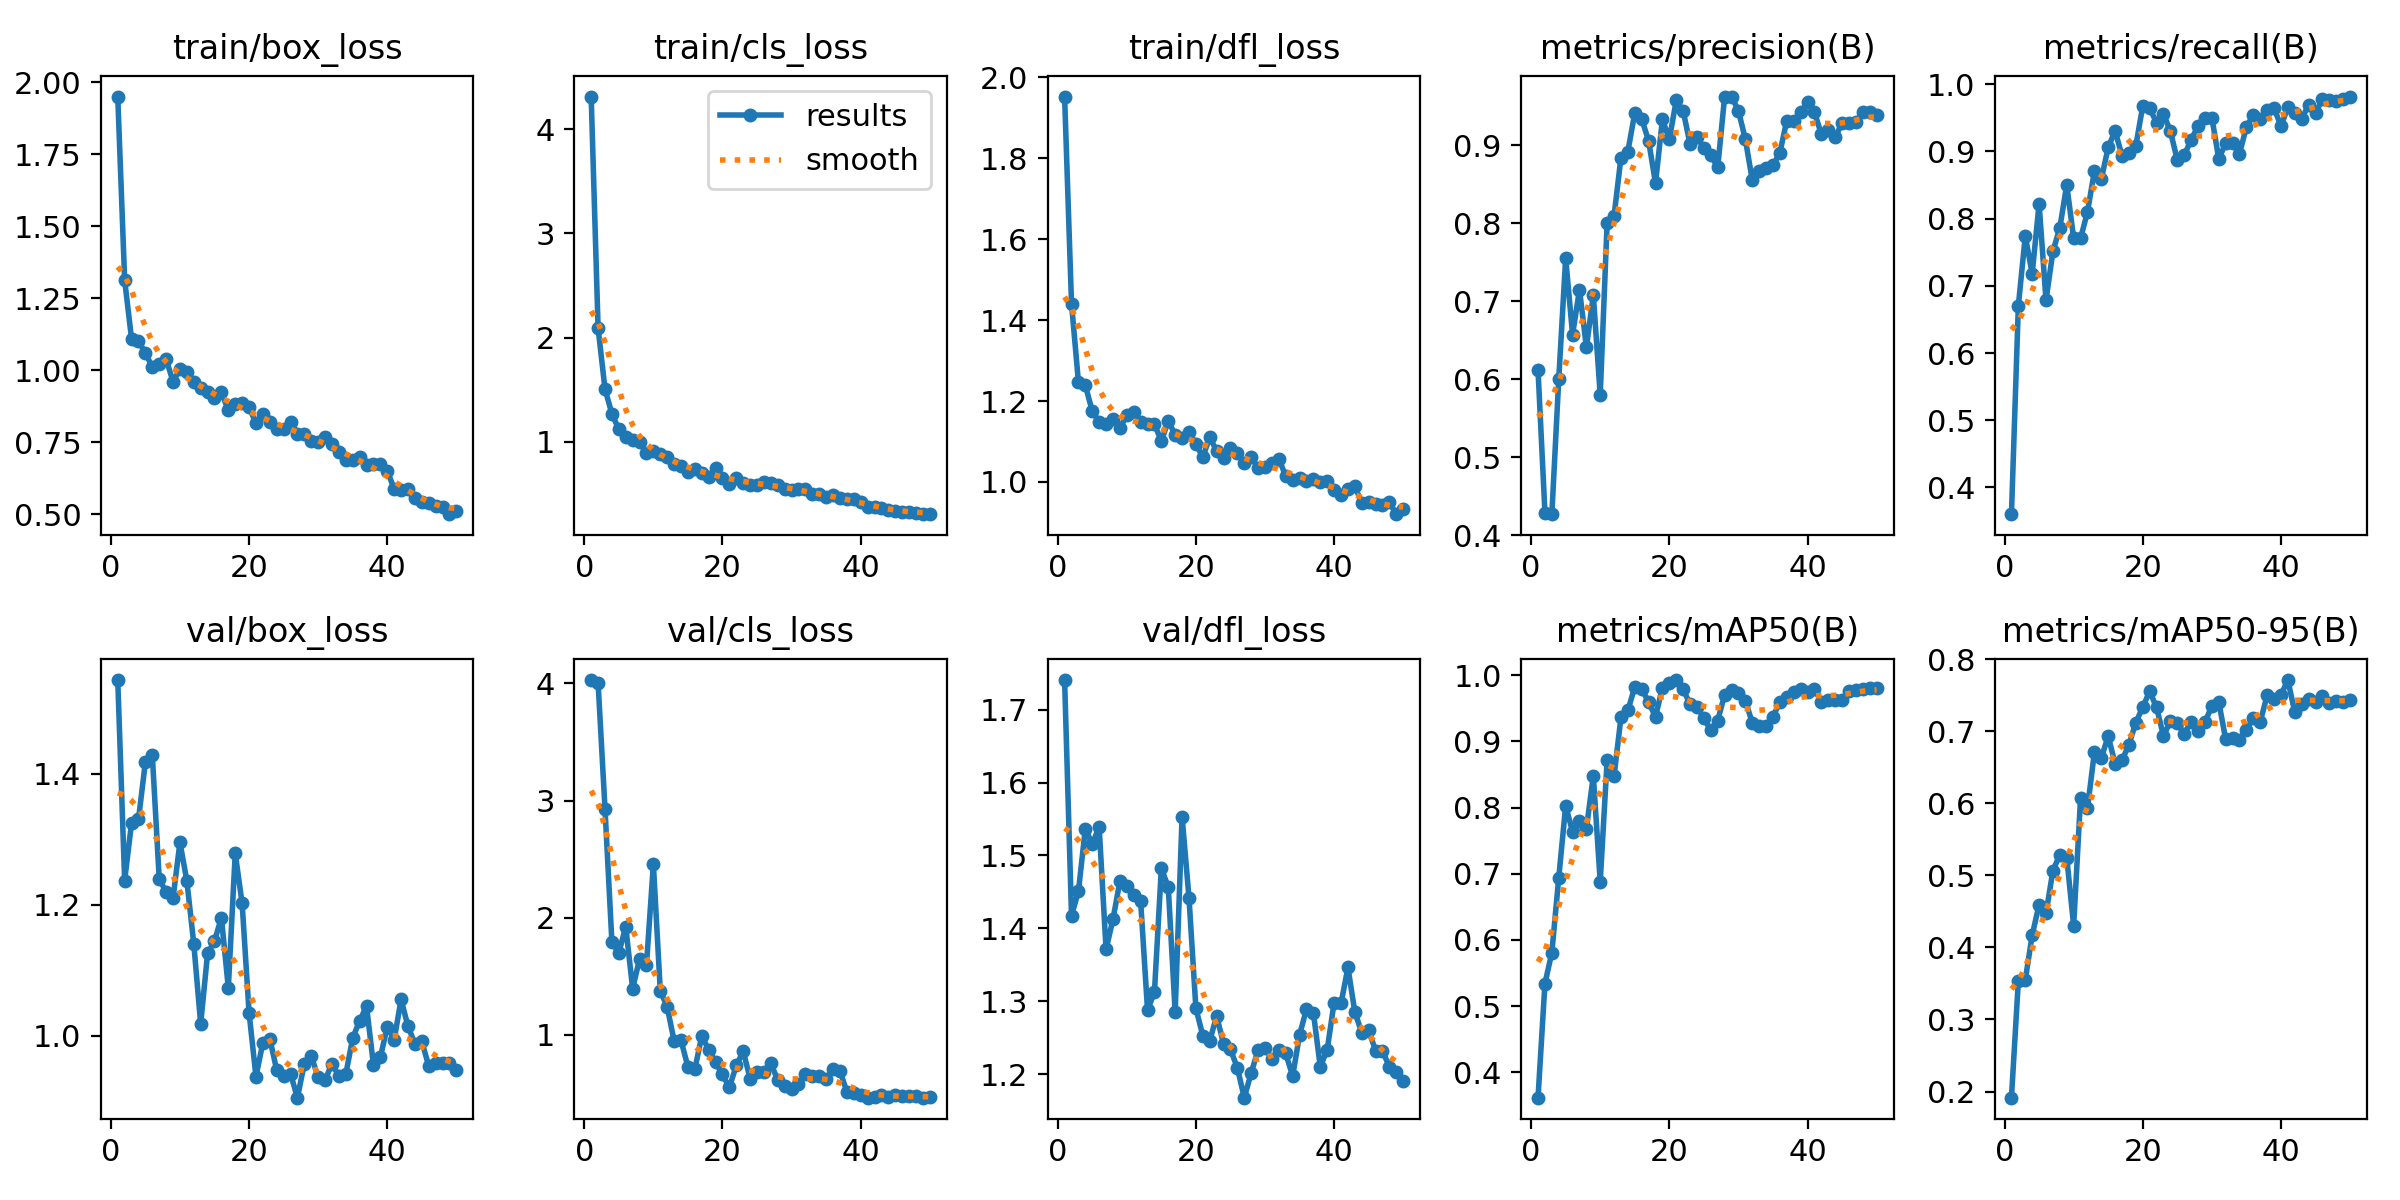 train/box_loss
2.00
1.75
1.50
1.25
1.00
0.75
0.50
0 20 40
train/cls_loss
results
smooth
4
3
2
1
0 20 40
train/dfl_loss
2.0
1.8
1.6
1.4
1.2
1.0
0 20 40
metrics/precision(B)
0.9
0.8
0.7
0.6
0.5
0.4
0 20 40
metrics/recall(B)
1.0
0.9
0.8
0.7
0.6
0.5
0.4
0 20 40
val/box_loss
1.4
1.2
1.0
0 20 40
val/cls_loss
4
3
2
1
0 20 40
val/dfl_loss
1.7
1.6
1.5
1.4
1.3
1.2
0 20 40
metrics/mAP50(B)
1.0
0.9
0.8
0.7
0.6
0.5
0.4
0 20 40
metrics/mAP50-95(B)
0.8
0.7
0.6
0.5
0.4
0.3
0.2
0 20 40